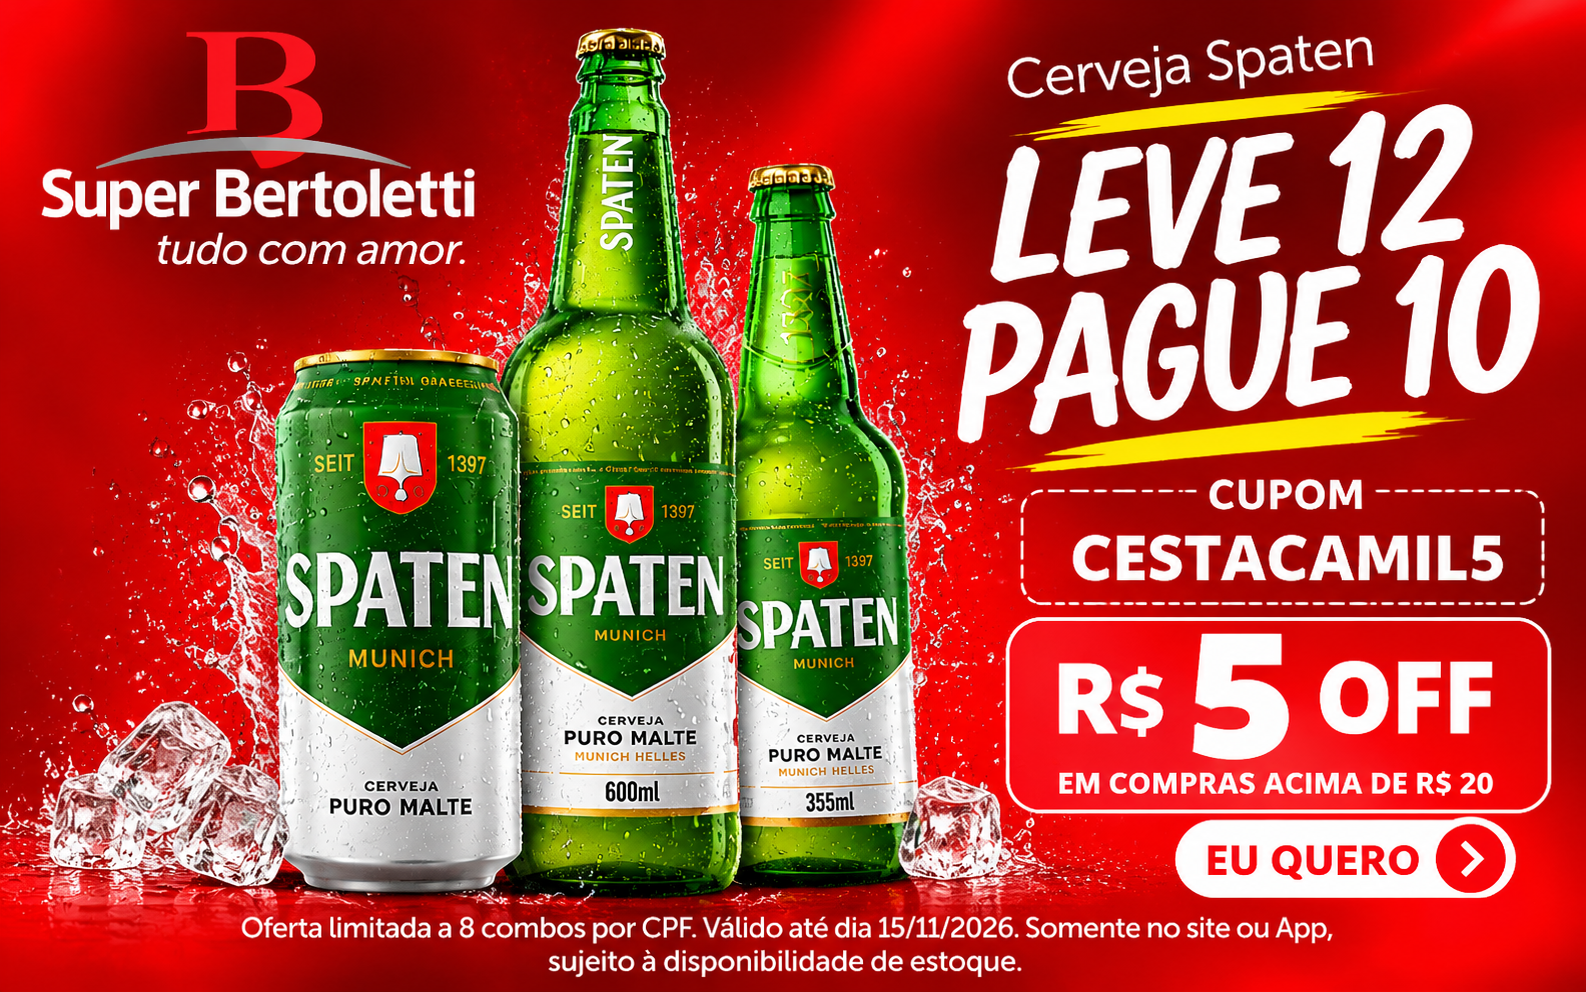 B
Super Bertoletti
tudo com amor.
Cerveja Spaten
LEVE 12
PAGUE 10
CUPOM
CESTACAMIL5
R$ 5 OFF
EM COMPRAS ACIMA DE R$ 20
EU QUERO
SEIT 1397
SPATEN
MUNICH
CERVEJA
PURO MALTE
SPATEN
SEIT 1397
SPATEN
MUNICH
CERVEJA
PURO MALTE
MUNICH HELLES
600ml
SEIT 1397
SPATEN
MUNICH
CERVEJA
PURO MALTE
MUNICH HELLES
355ml
Oferta limitada a 8 combos por CPF. Válido até dia 15/11/2026. Somente no site ou App,
sujeito à disponibilidade de estoque.